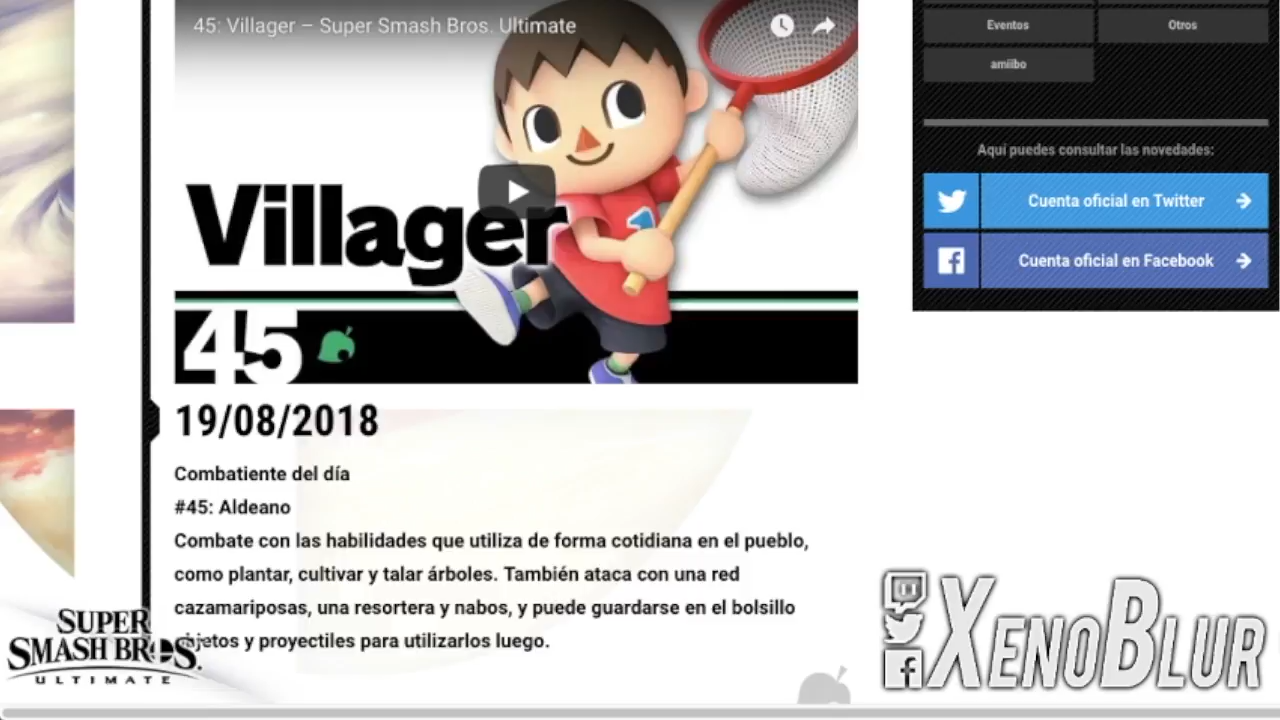 45: Villager – Super Smash Bros. Ultimate
Villager
45
19/08/2018
Combatiente del día
#45: Aldeano
Combate con las habilidades que utiliza de forma cotidiana en el pueblo,
como plantar, cultivar y talar árboles. También ataca con una red
cazamariposas, una resortera y nabos, y puede guardarse en el bolsillo
objetos y proyectiles para utilizarlos luego.
Eventos
Otros
amiibo
Aquí puedes consultar las novedades:
Cuenta oficial en Twitter
Cuenta oficial en Facebook
SUPER
SMASH BROS.
ULTIMATE
XENOBLUR
1